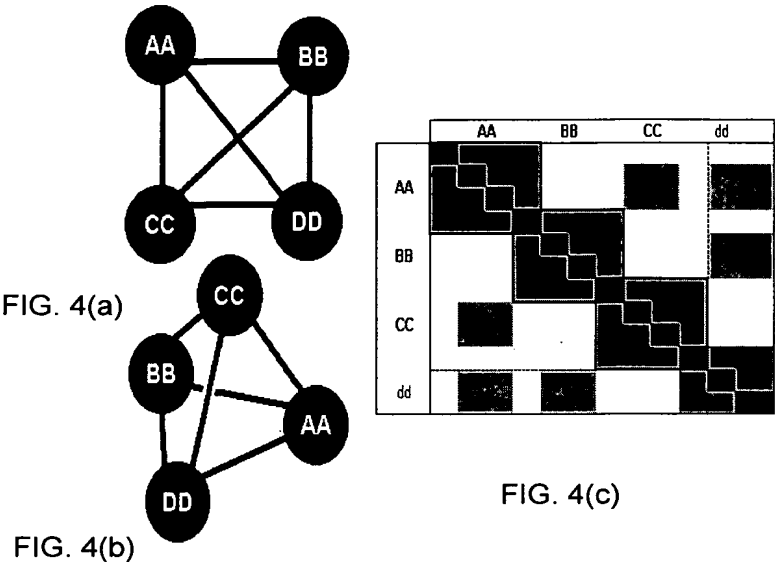 AA
BB
CC
DD
FIG. 4(a)
CC
BB
AA
DD
FIG. 4(b)
AA BB CC dd
AA
BB
CC
dd
FIG. 4(c)